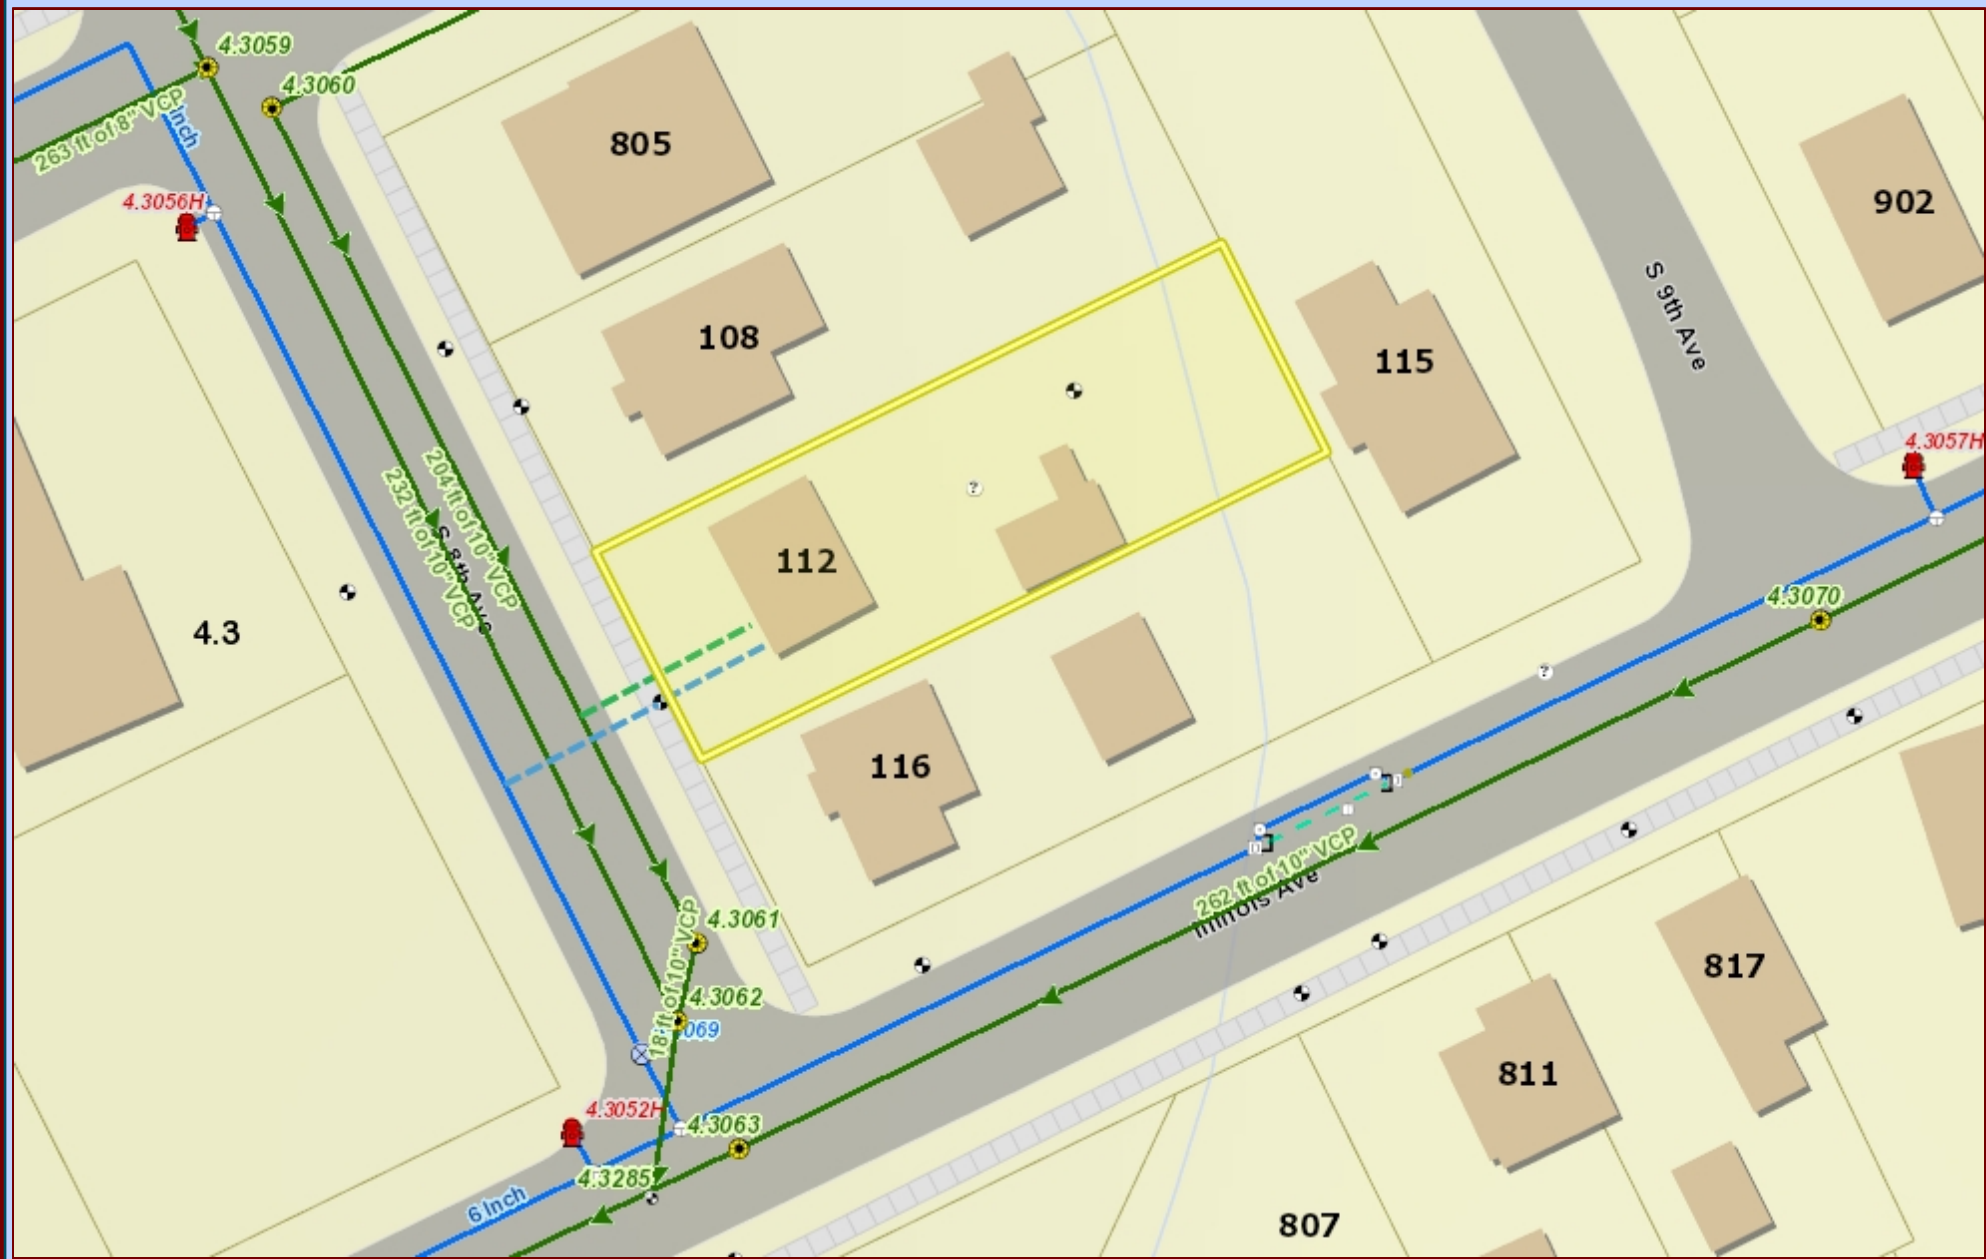 4.3059
4.3060
263 ft of 8" VCP
Inch
4.3056H
805
108
902
S 9th Ave
115
4.3057H
204 ft of 10" VCP
232 ft of 10" VCP
S 8th Ave
?
112
4.3
4.3070
?
116
262 ft of 10" VCP
Illinois Ave
4.3061
18 ft of 10" VCP
4.3062
069
817
811
4.3052H
4.3063
4.3285
6 Inch
807